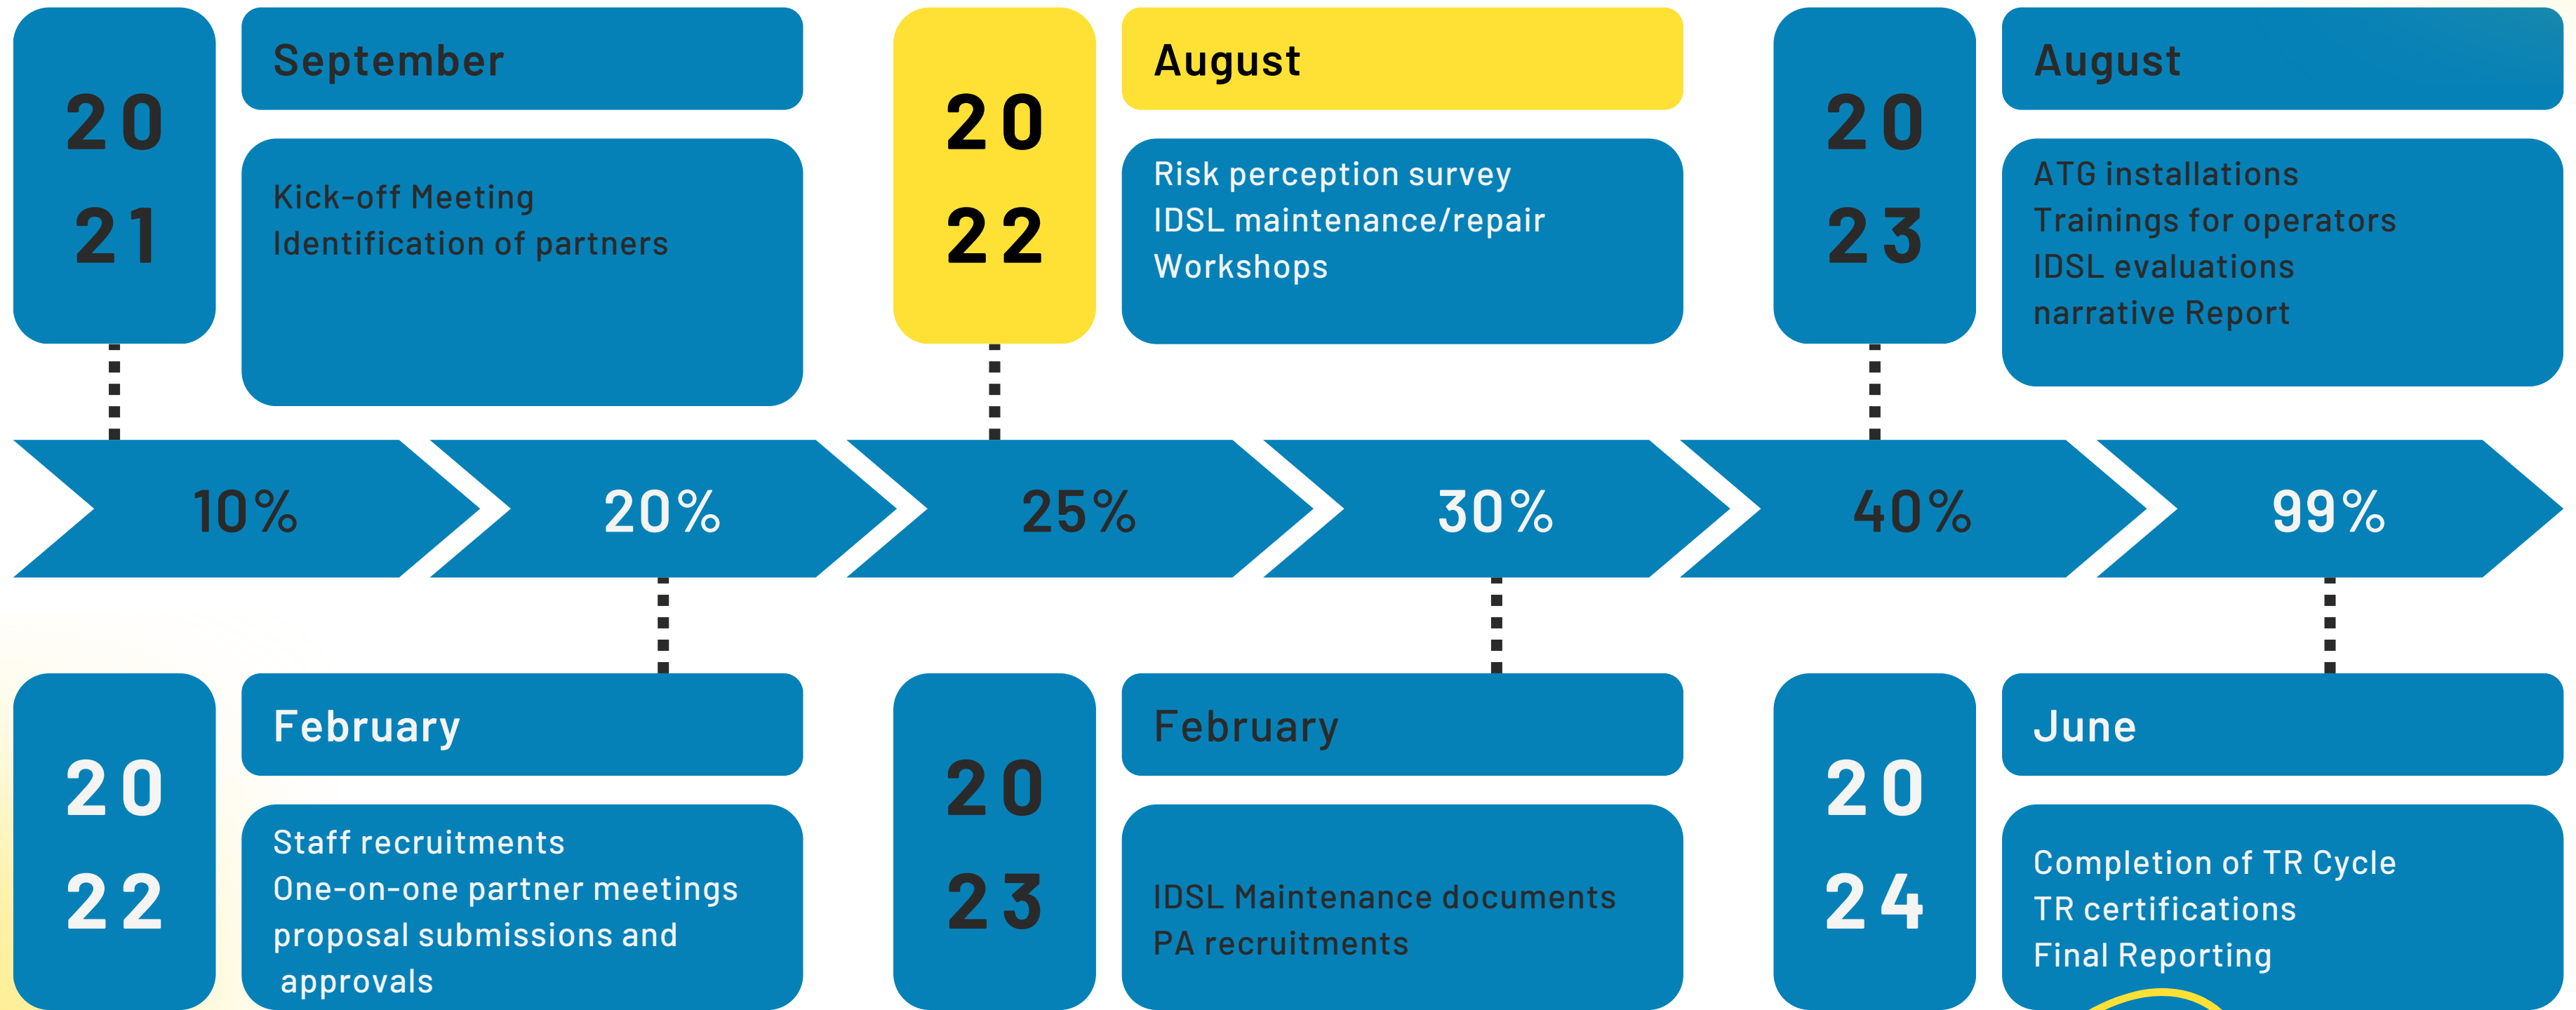 20
21
September
Kick-off Meeting
Identification of partners
20
22
August
Risk perception survey
IDSL maintenance/repair
Workshops
20
23
August
ATG installations
Trainings for operators
IDSL evaluations
narrative Report
10%
20%
25%
30%
40%
99%
20
22
February
Staff recruitments
One-on-one partner meetings
proposal submissions and
approvals
20
23
February
IDSL Maintenance documents
PA recruitments
20
24
June
Completion of TR Cycle
TR certifications
Final Reporting